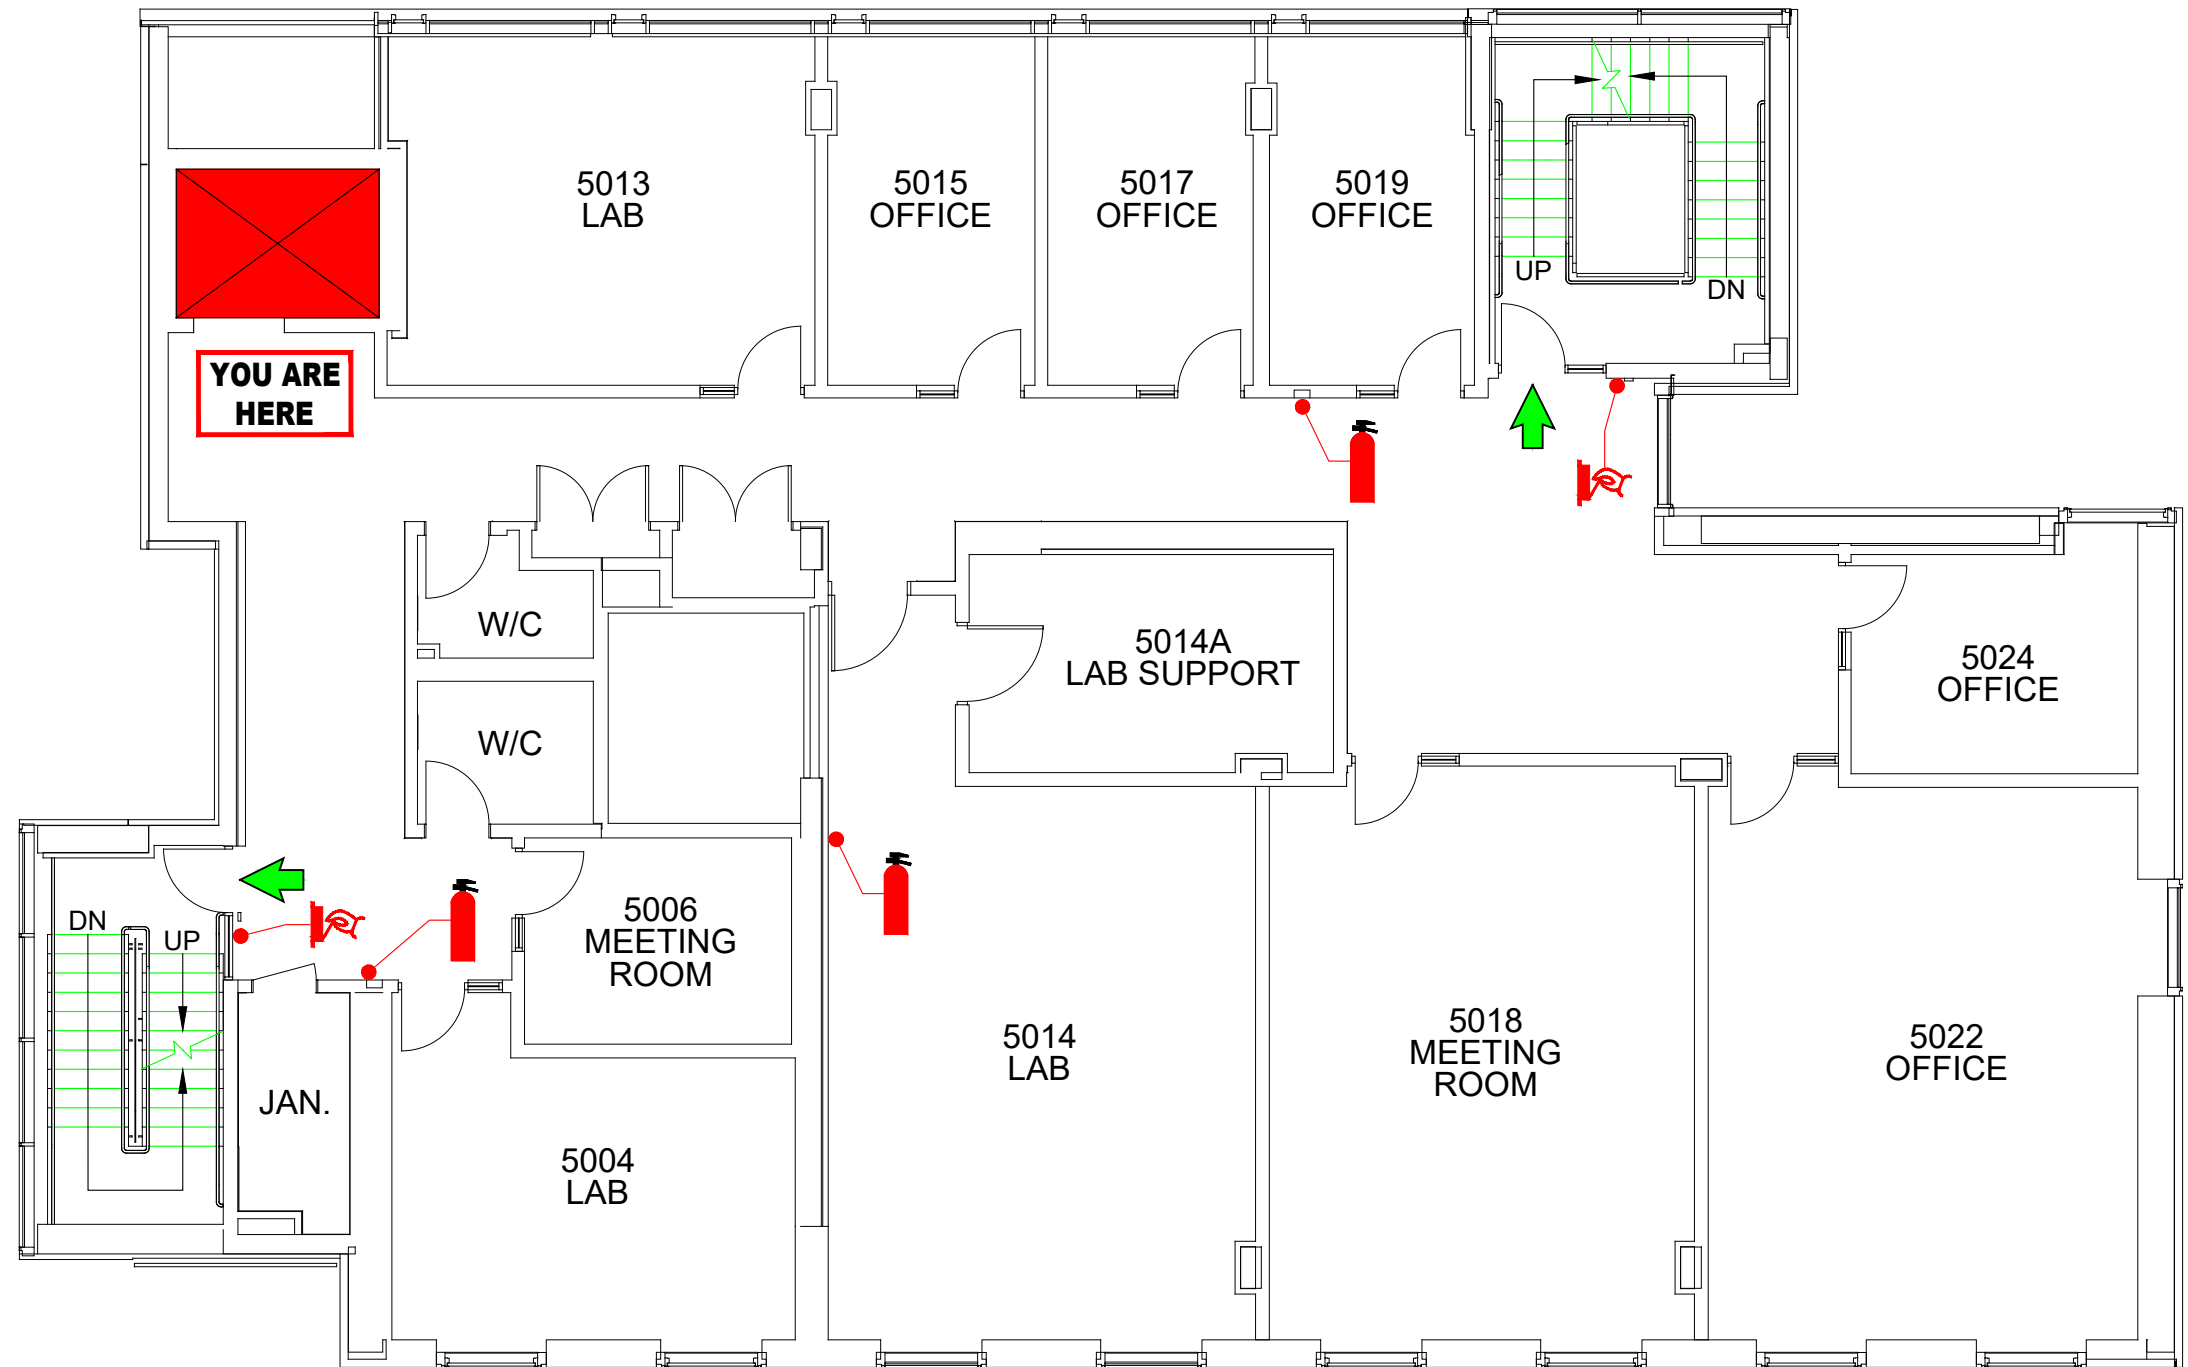 5013
LAB
5015
OFFICE
5017
OFFICE
5019
OFFICE
UP
DN
YOU ARE
HERE
W/C
5014A
LAB SUPPORT
5024
OFFICE
W/C
DN
UP
5006
MEETING
ROOM
5014
LAB
5018
MEETING
ROOM
5022
OFFICE
JAN.
5004
LAB